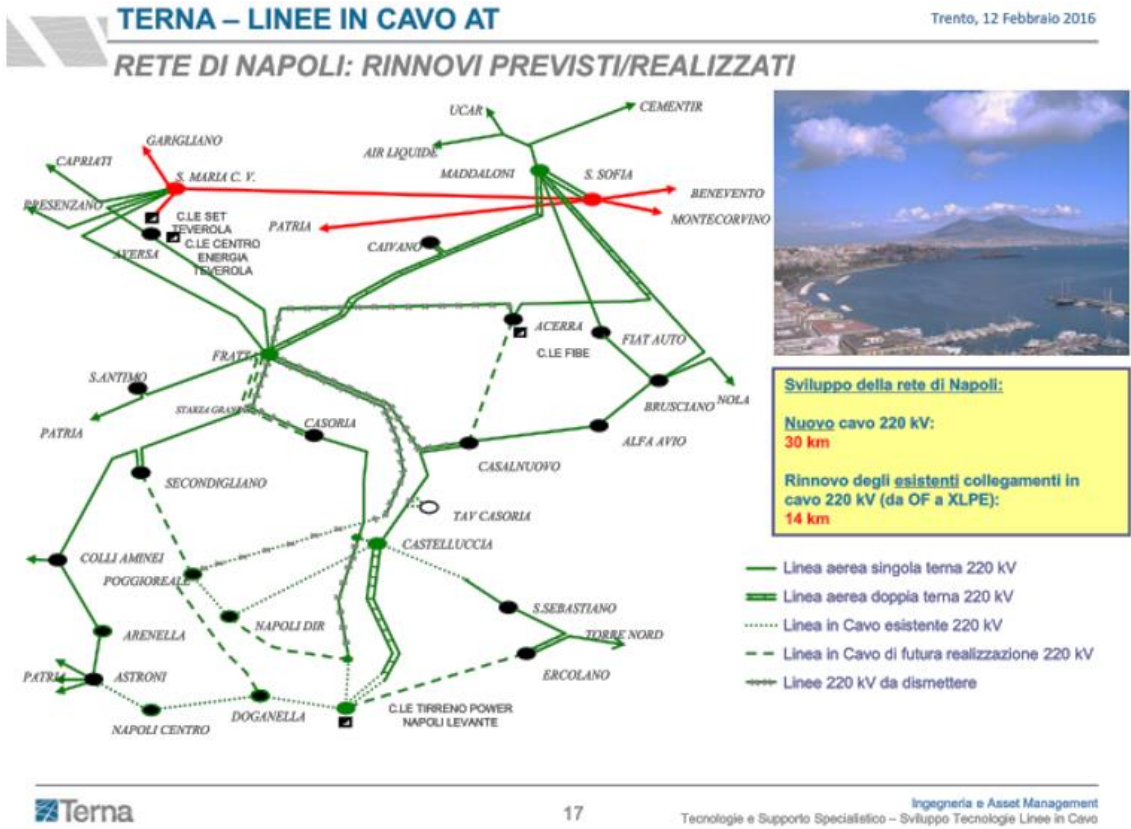 TERNA – LINEE IN CAVO AT
Trento, 12 Febbraio 2016
RETE DI NAPOLI: RINNOVI PREVISTI/REALIZZATI
UCAR
CEMENTIR
GARIGLIANO
AIR LIQUIDE
CAPRIATI
S. MARIA C. V.
MADDALONI
S. SOFIA
BENEVENTO
PRESENZANO
C.LE SET
TEVEROLA
PATRIA
MONTECORVINO
C.LE CENTRO
ENERGIA
TEVEROLA
AVERSA
CAIVANO
ACERRA
FIAT AUTO
C.LE FIBE
S.ANTIMO
BRUSCIANO
NOLA
PATRIA
CASORIA
ALFA AVIO
CASALNUOVO
SECONDIGLIANO
TAV CASORIA
CASTELLUCCIA
COLLI AMINEI
POGGIOREALE
NAPOLI DIR
S.SEBASTIANO
ARENELLA
TORRE NORD
PATRIA
ASTRONI
ERCOLANO
DOGANELLA
C.LE TIRRENO POWER
NAPOLI LEVANTE
NAPOLI CENTRO
Sviluppo della rete di Napoli:
Nuovo cavo 220 kV:
30 km
Rinnovo degli esistenti collegamenti in
cavo 220 kV (da OF a XLPE):
14 km
Linea aerea singola terna 220 kV
Linea aerea doppia terna 220 kV
Linea in Cavo esistente 220 kV
Linea in Cavo di futura realizzazione 220 kV
Linee 220 kV da dismettere
Terna
17
Ingegneria e Asset Management
Tecnologie e Supporto Specialistico – Sviluppo Tecnologie Linee in Cavo